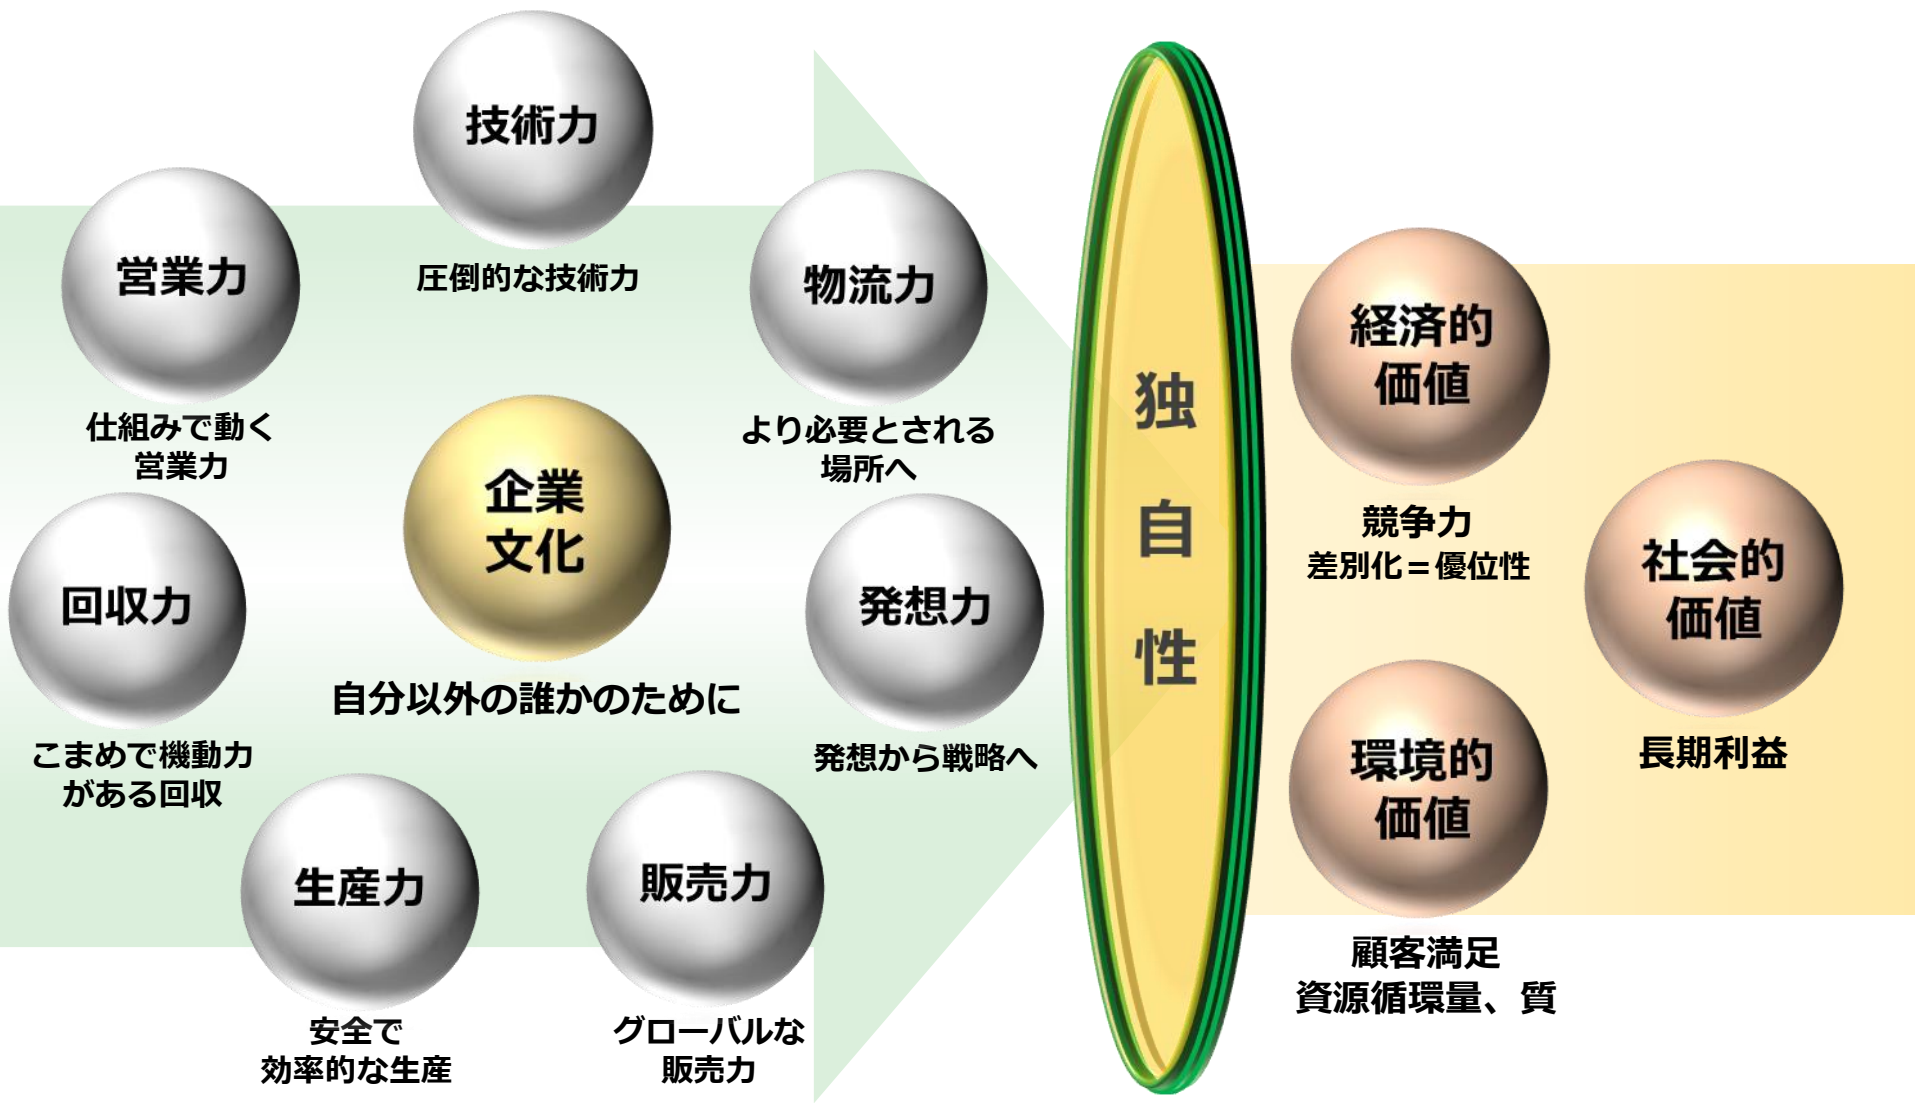 技術力
圧倒的な技術力
営業力
仕組みで動く
営業力
物流力
より必要とされる
場所へ
企業
文化
自分以外の誰かのために
回収力
こまめで機動力
がある回収
発想力
発想から戦略へ
生産力
安全で
効率的な生産
販売力
グローバルな
販売力
独
自
性
経済的
価値
競争力
差別化＝優位性
社会的
価値
長期利益
環境的
価値
顧客満足
資源循環量、質